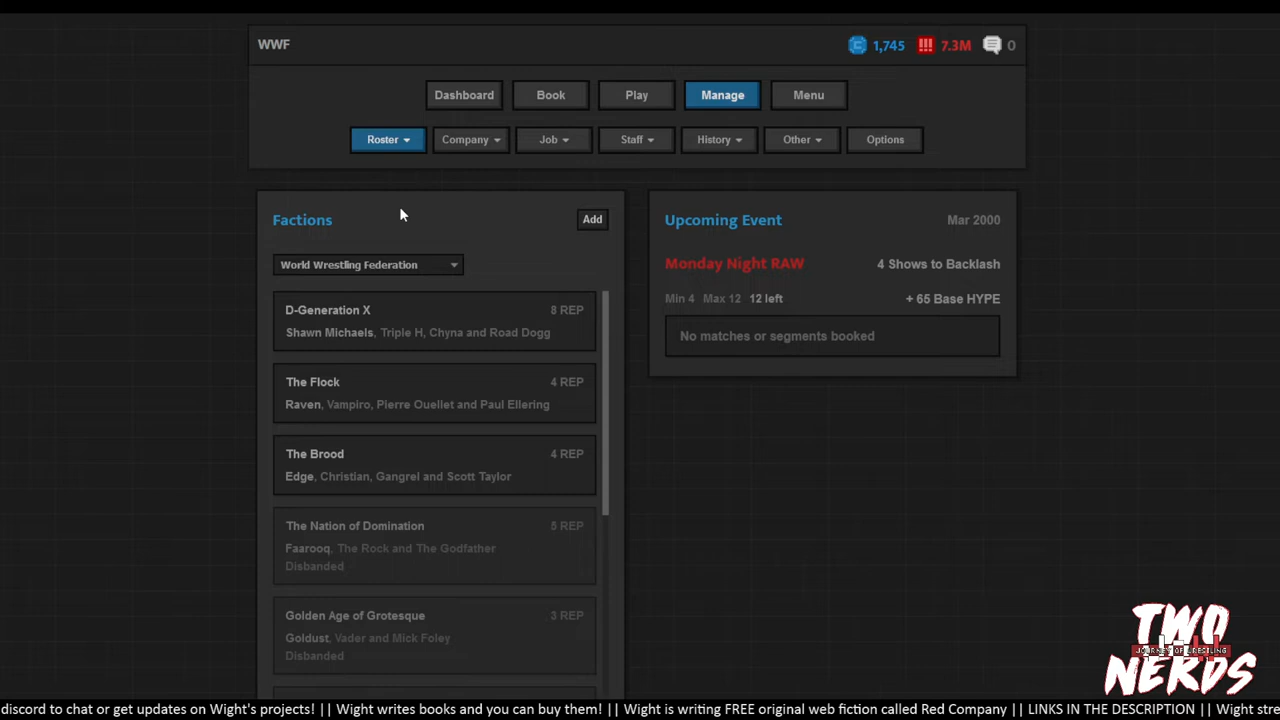 WWF
1,745 7.3M 0
Dashboard Book Play Manage Menu
Roster Company Job Staff History Other Options
Factions Add
World Wrestling Federation
D-Generation X 8 REP
Shawn Michaels, Triple H, Chyna and Road Dogg
The Flock 4 REP
Raven, Vampiro, Pierre Ouellet and Paul Ellering
The Brood 4 REP
Edge, Christian, Gangrel and Scott Taylor
The Nation of Domination 5 REP
Faarooq, The Rock and The Godfather
Disbanded
Golden Age of Grotesque 3 REP
Goldust, Vader and Mick Foley
Disbanded
Upcoming Event Mar 2000
Monday Night RAW 4 Shows to Backlash
Min 4 Max 12 12 left + 65 Base HYPE
No matches or segments booked
TWO
JOURNEY OF WRESTLING
NERDS
discord to chat or get updates on Wight's projects! || Wight writes books and you can buy them! || Wight is writing FREE original web fiction called Red Company || LINKS IN THE DESCRIPTION || Wight stre